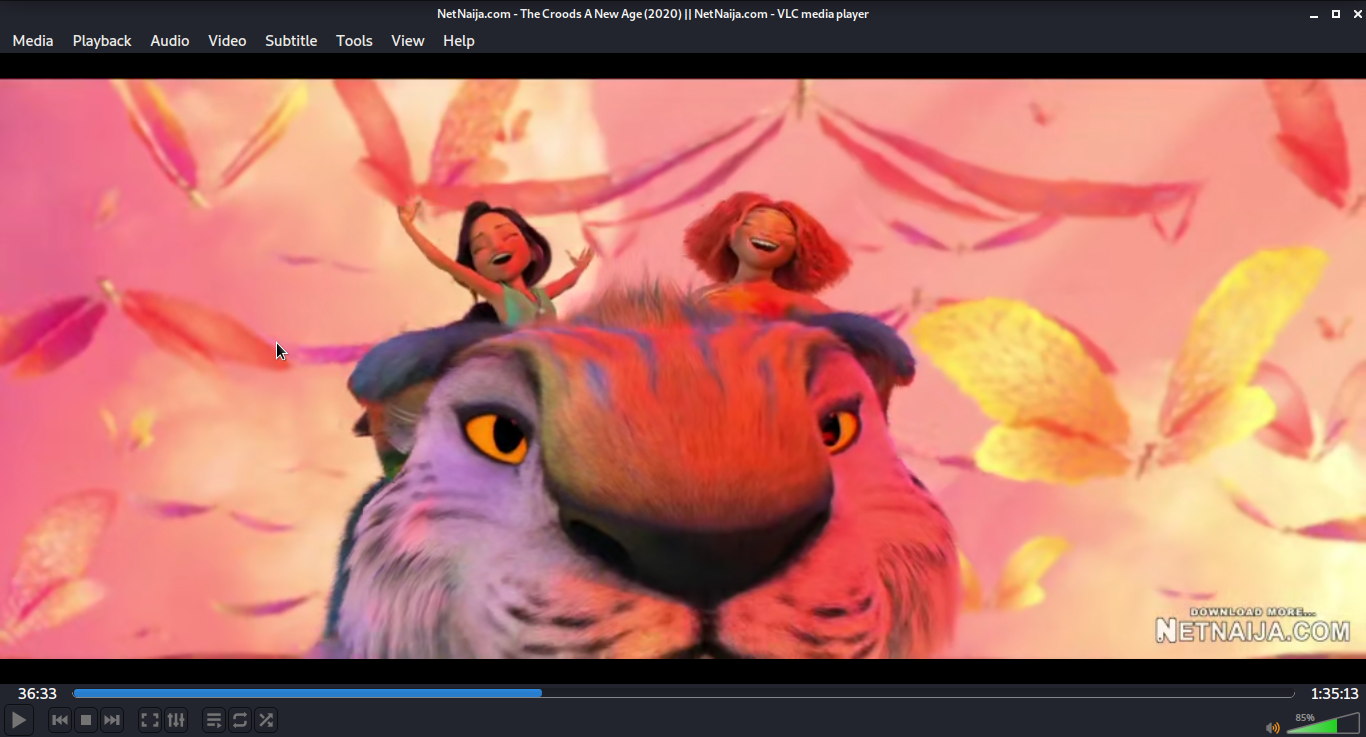 NetNaija.com - The Croods A New Age (2020) || NetNaija.com - VLC media player
Media Playback Audio Video Subtitle Tools View Help
DOWNLOAD MORE...
NETNAIJA.COM
36:33 1:35:13
85%